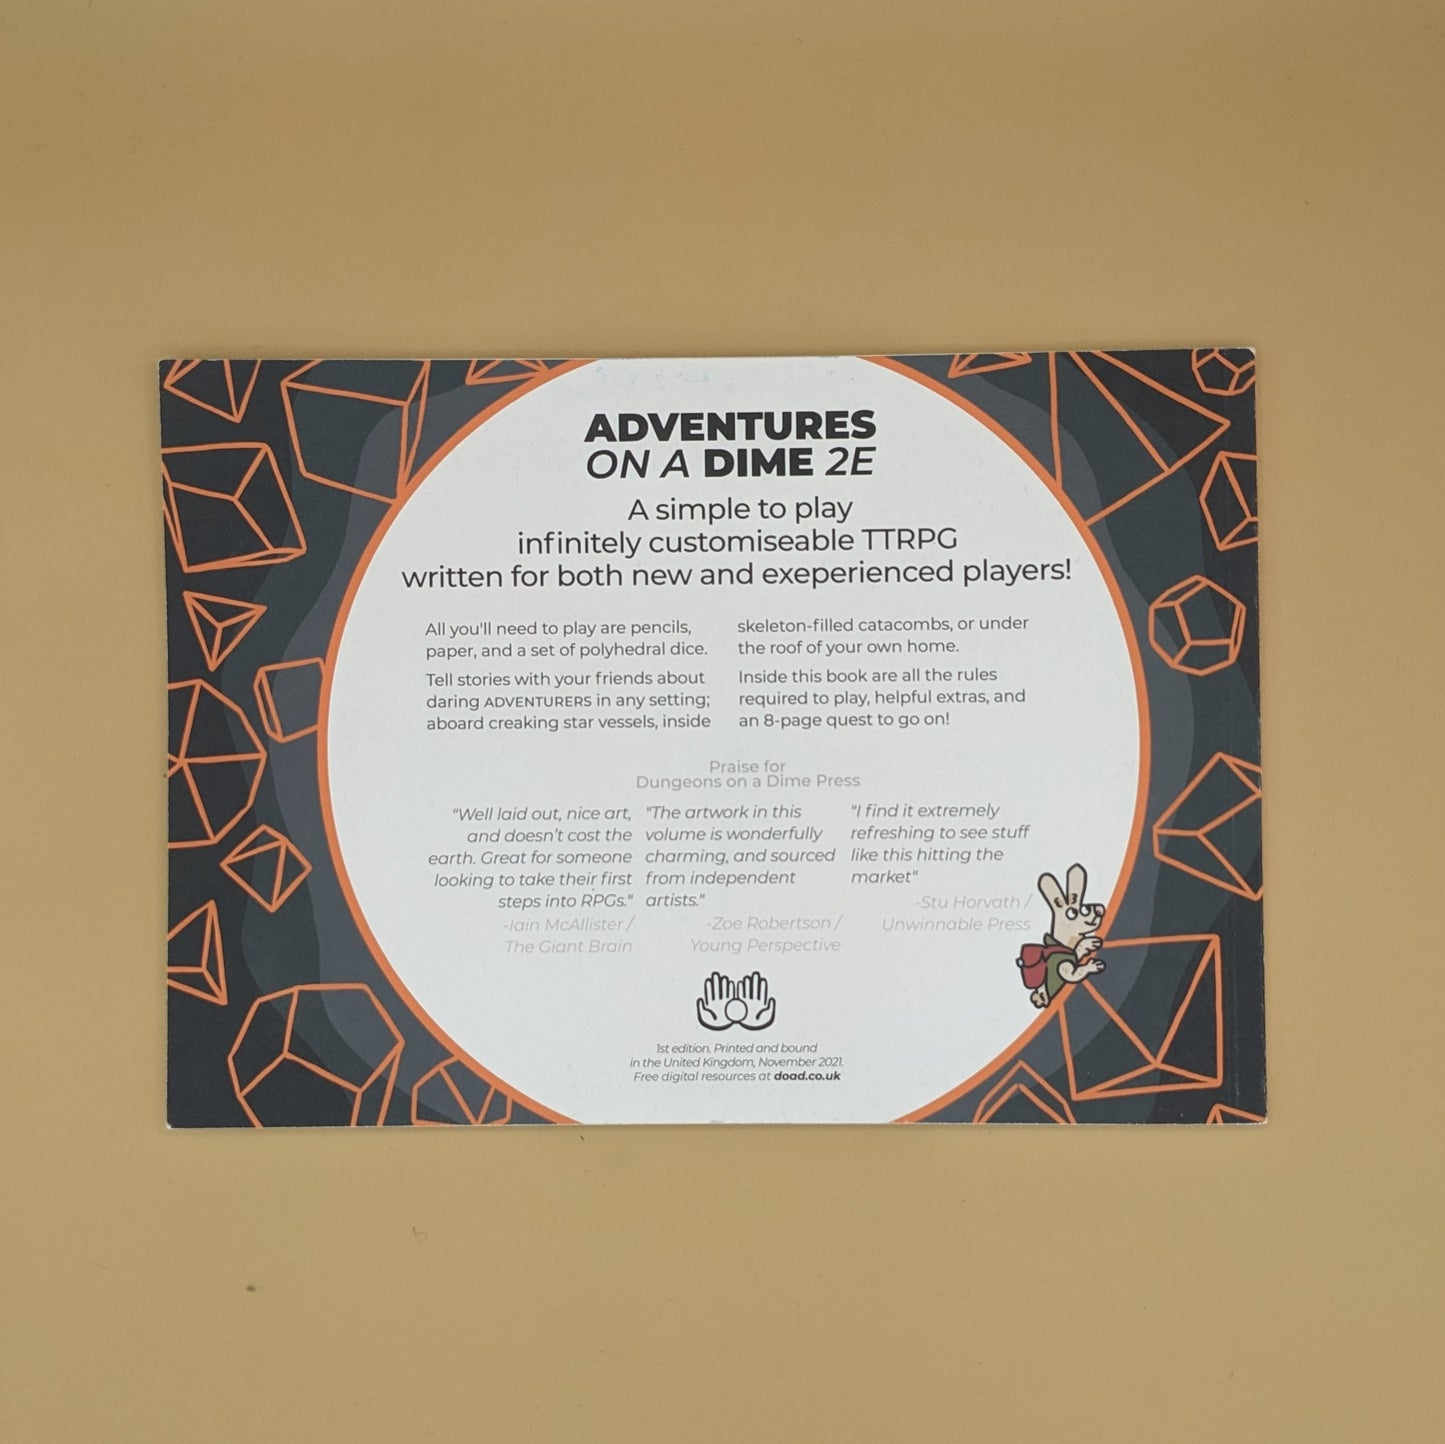 ADVENTURES
ON A DIME 2E
A simple to play
infinitely customiseable TTRPG
written for both new and exeperienced players!
All you'll need to play are pencils,
paper, and a set of polyhedral dice.
Tell stories with your friends about
daring ADVENTURERS in any setting;
aboard creaking star vessels, inside
skeleton-filled catacombs, or under
the roof of your own home.
Inside this book are all the rules
required to play, helpful extras, and
an 8-page quest to go on!
Praise for
Dungeons on a Dime Press
"Well laid out, nice art,
and doesn't cost the
earth. Great for someone
looking to take their first
steps into RPGs."
-Iain McAllister /
The Giant Brain
"The artwork in this
volume is wonderfully
charming, and sourced
from independent
artists."
-Zoe Robertson /
Young Perspective
"I find it extremely
refreshing to see stuff
like this hitting the
market"
-Stu Horvath /
Unwinnable Press
1st edition. Printed and bound
in the United Kingdom, November 2021.
Free digital resources at doad.co.uk